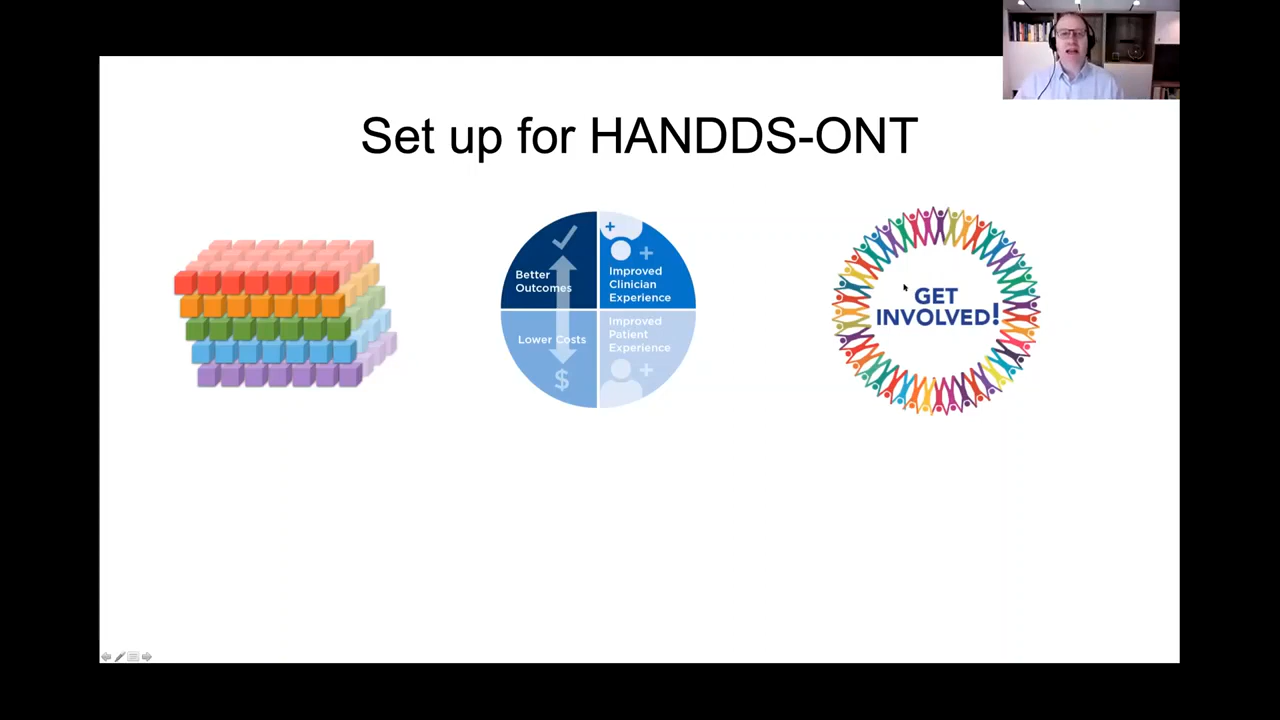 Set up for HANDDS-ONT
Better
Outcomes
Improved
Clinician
Experience
Lower Costs
$
Improved
Patient
Experience
GET
INVOLVED!